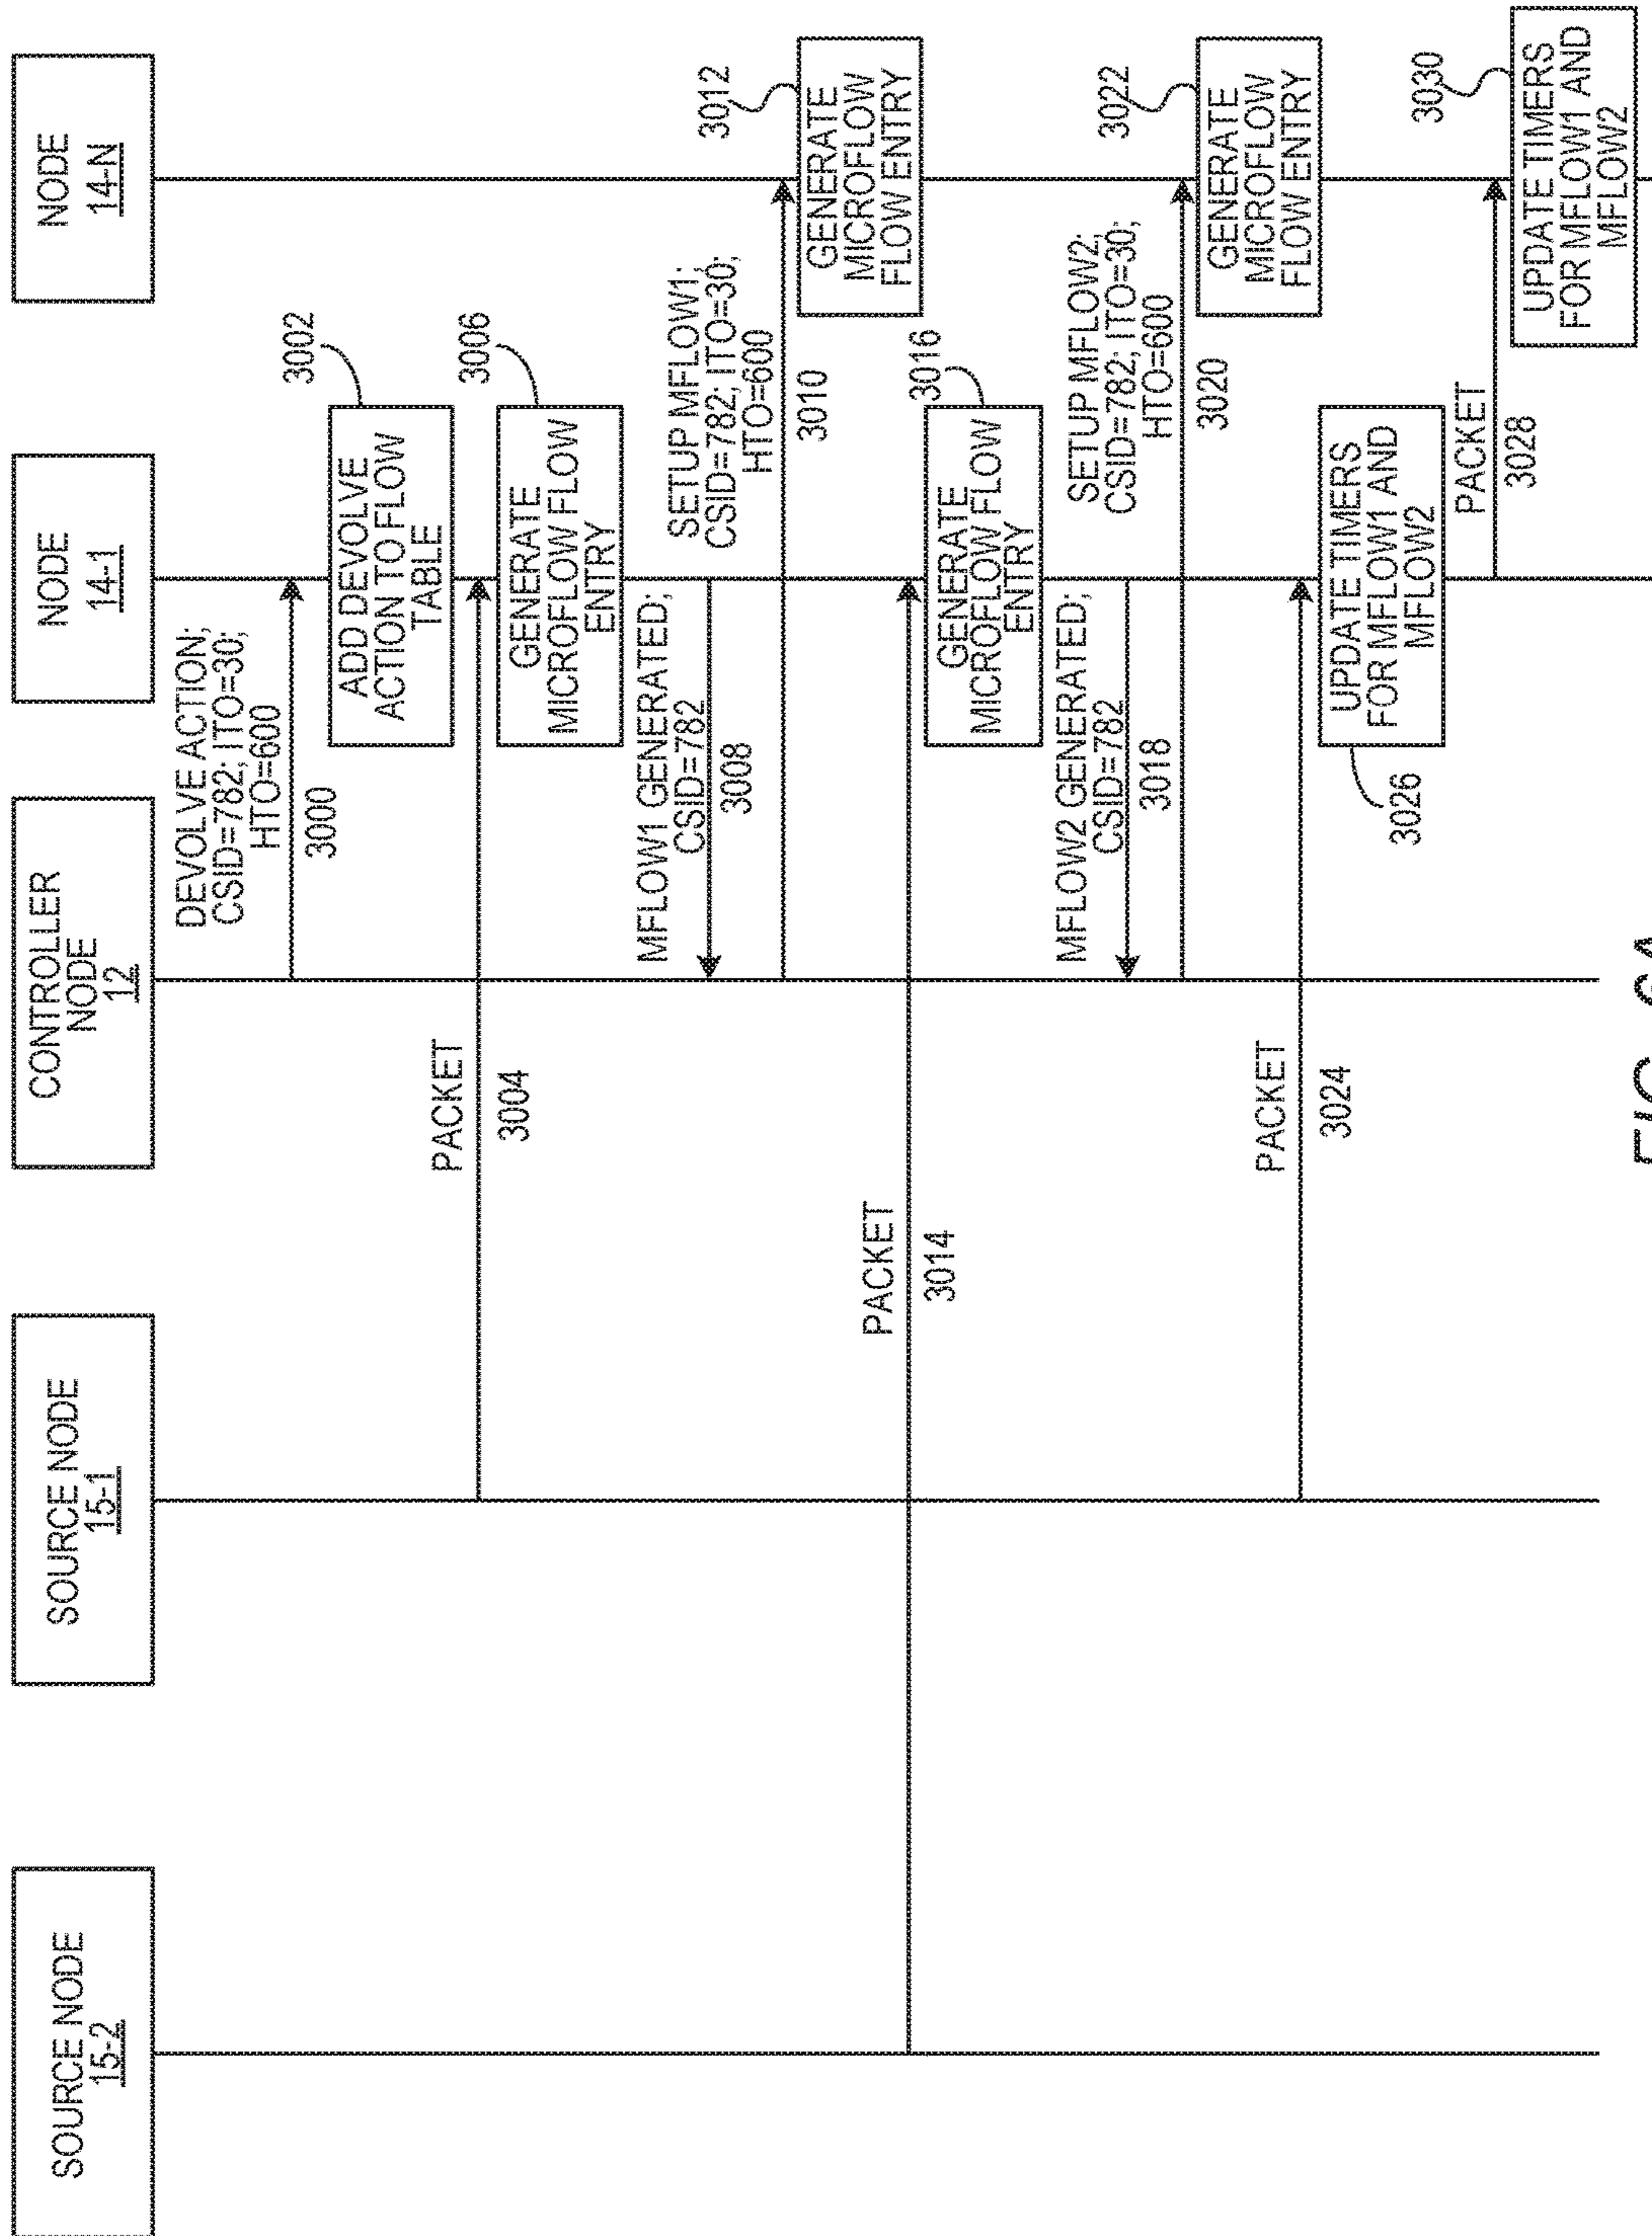 SOURCE NODE
15-2
SOURCE NODE
15-1
CONTROLLER
NODE
12
NODE
14-1
NODE
14-N
DEVOLVE ACTION;
CSID=782; ITO=30;
HTO=600
3000
3002
ADD DEVOLVE
ACTION TO FLOW
TABLE
PACKET
3004
3006
GENERATE
MICROFLOW FLOW
ENTRY
MFLOW1 GENERATED;
CSID=782
3008
SETUP MFLOW1;
CSID=782; ITO=30;
HTO=600
3010
3012
GENERATE
MICROFLOW
FLOW ENTRY
PACKET
3014
3016
GENERATE
MICROFLOW FLOW
ENTRY
MFLOW2 GENERATED;
CSID=782
3018
SETUP MFLOW2;
CSID=782; ITO=30;
HTO=600
3020
3022
GENERATE
MICROFLOW
FLOW ENTRY
PACKET
3024
UPDATE TIMERS
FOR MFLOW1 AND
MFLOW2
3026
PACKET
3028
3030
UPDATE TIMERS
FOR MFLOW1 AND
MFLOW2